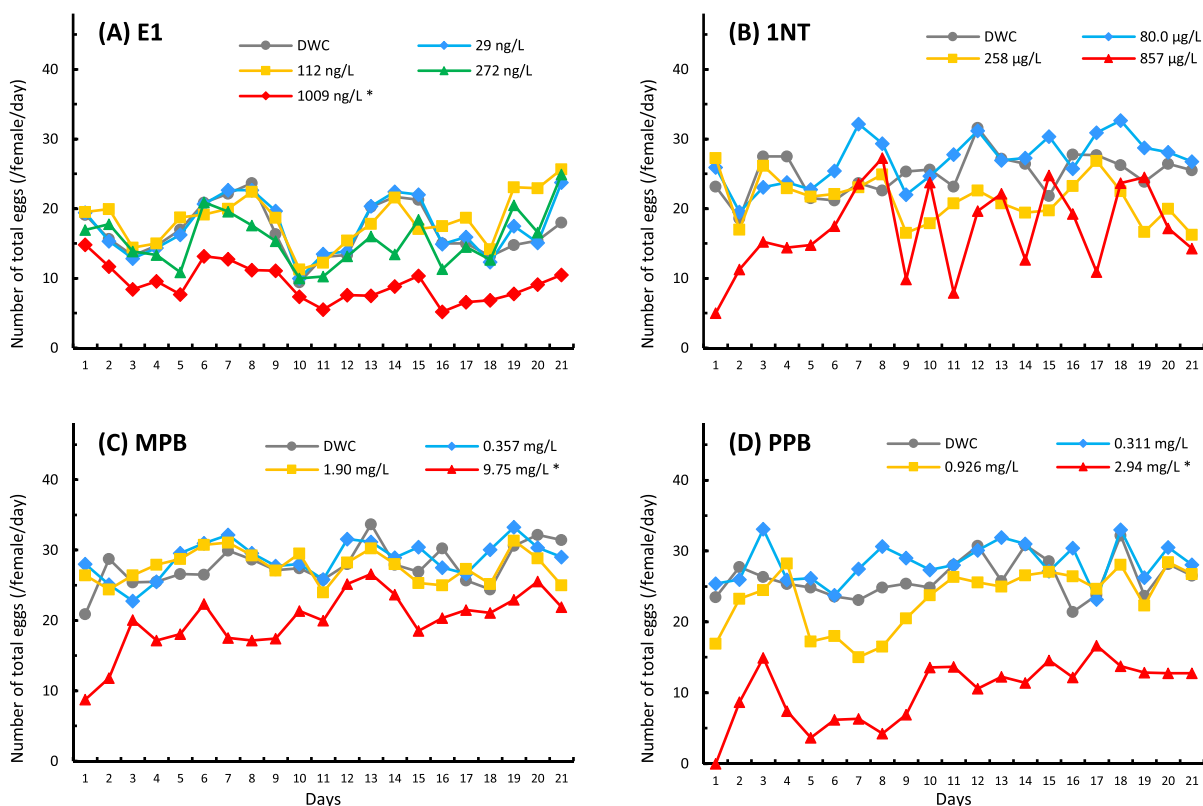 (A) E1
DWC
29 ng/L
112 ng/L
272 ng/L
1009 ng/L *
Number of total eggs (/female/day)
40
30
20
10
0
1 2 3 4 5 6 7 8 9 10 11 12 13 14 15 16 17 18 19 20 21
(B) 1NT
DWC
80.0 µg/L
258 µg/L
857 µg/L
Number of total eggs (/female/day)
40
30
20
10
0
1 2 3 4 5 6 7 8 9 10 11 12 13 14 15 16 17 18 19 20 21
(C) MPB
DWC
0.357 mg/L
1.90 mg/L
9.75 mg/L *
Number of total eggs (/female/day)
40
30
20
10
0
1 2 3 4 5 6 7 8 9 10 11 12 13 14 15 16 17 18 19 20 21
Days
(D) PPB
DWC
0.311 mg/L
0.926 mg/L
2.94 mg/L *
Number of total eggs (/female/day)
40
30
20
10
0
1 2 3 4 5 6 7 8 9 10 11 12 13 14 15 16 17 18 19 20 21
Days